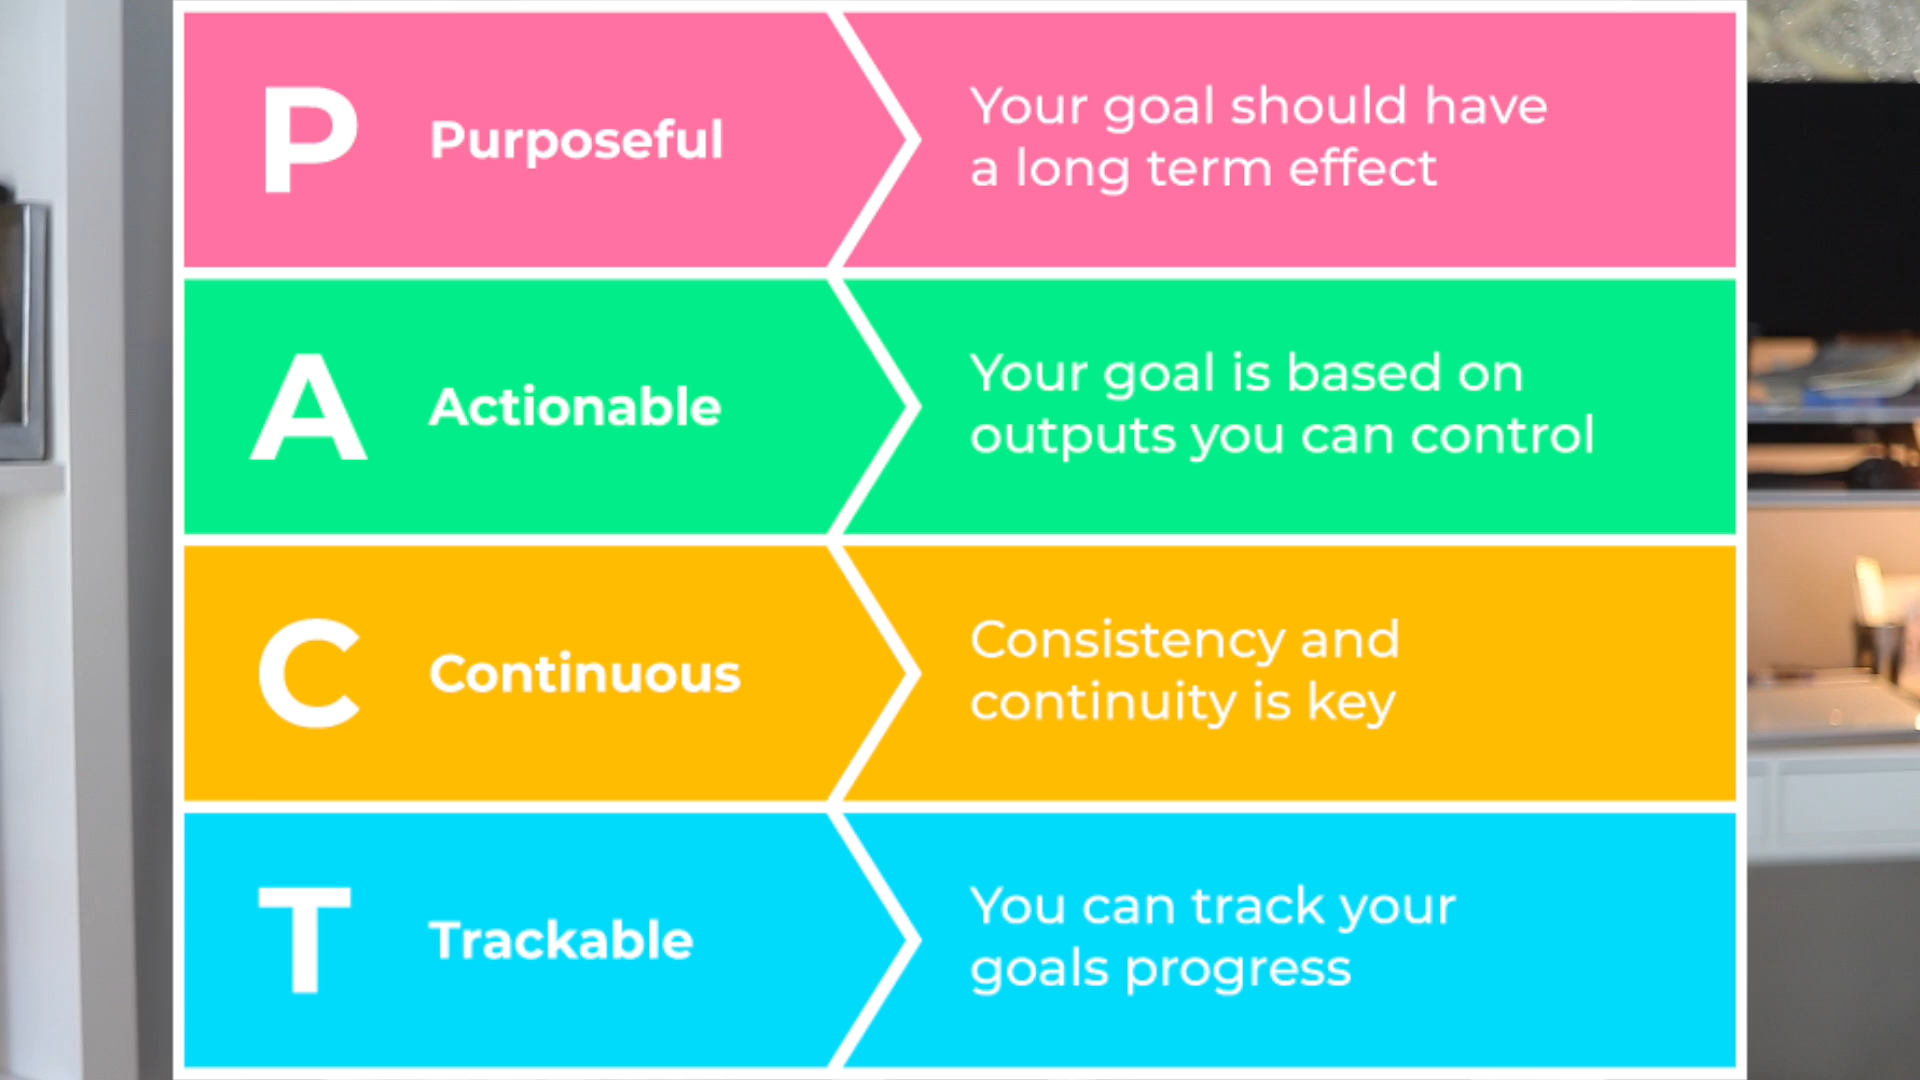 P Purposeful
Your goal should have
a long term effect
A Actionable
Your goal is based on
outputs you can control
C Continuous
Consistency and
continuity is key
T Trackable
You can track your
goals progress